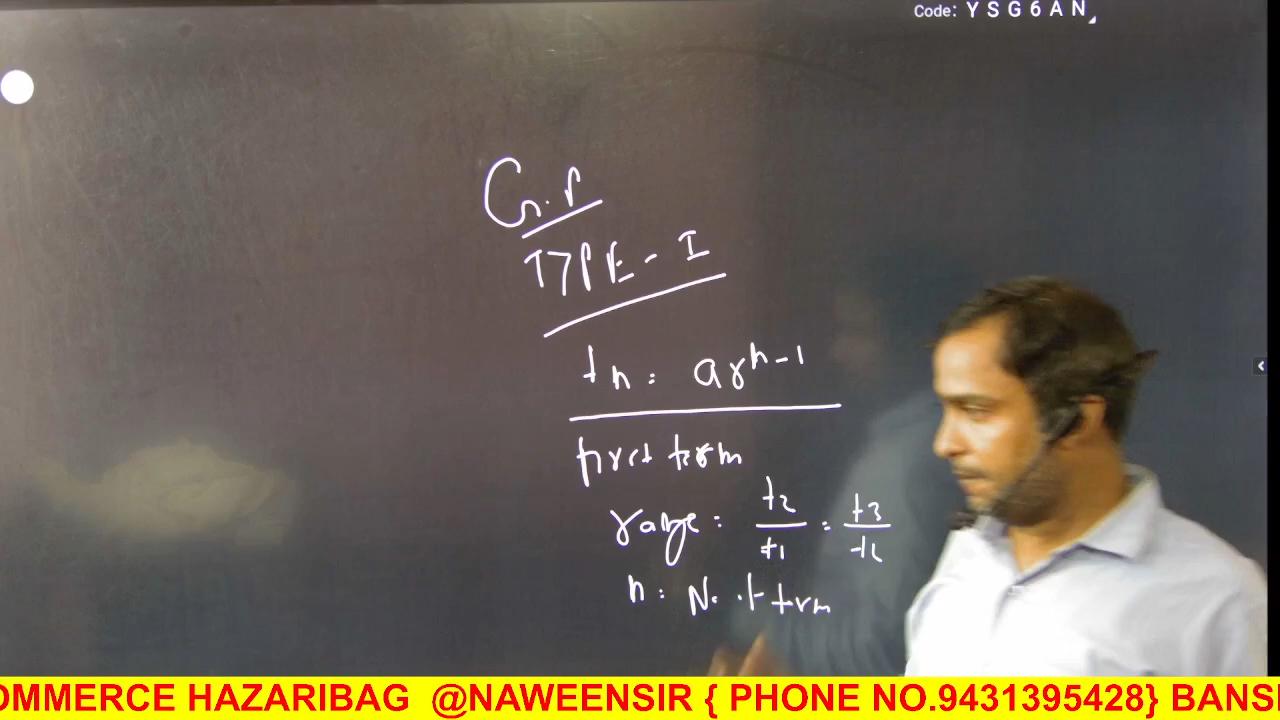 Code: Y S G 6 A N
G.P
TYPE - I
tn = ar^n-1
first term
range = t2/t1 = t3/t2
n = No. of term
OMMERCE HAZARIBAG @NAWEENSIR { PHONE NO.9431395428} BANS